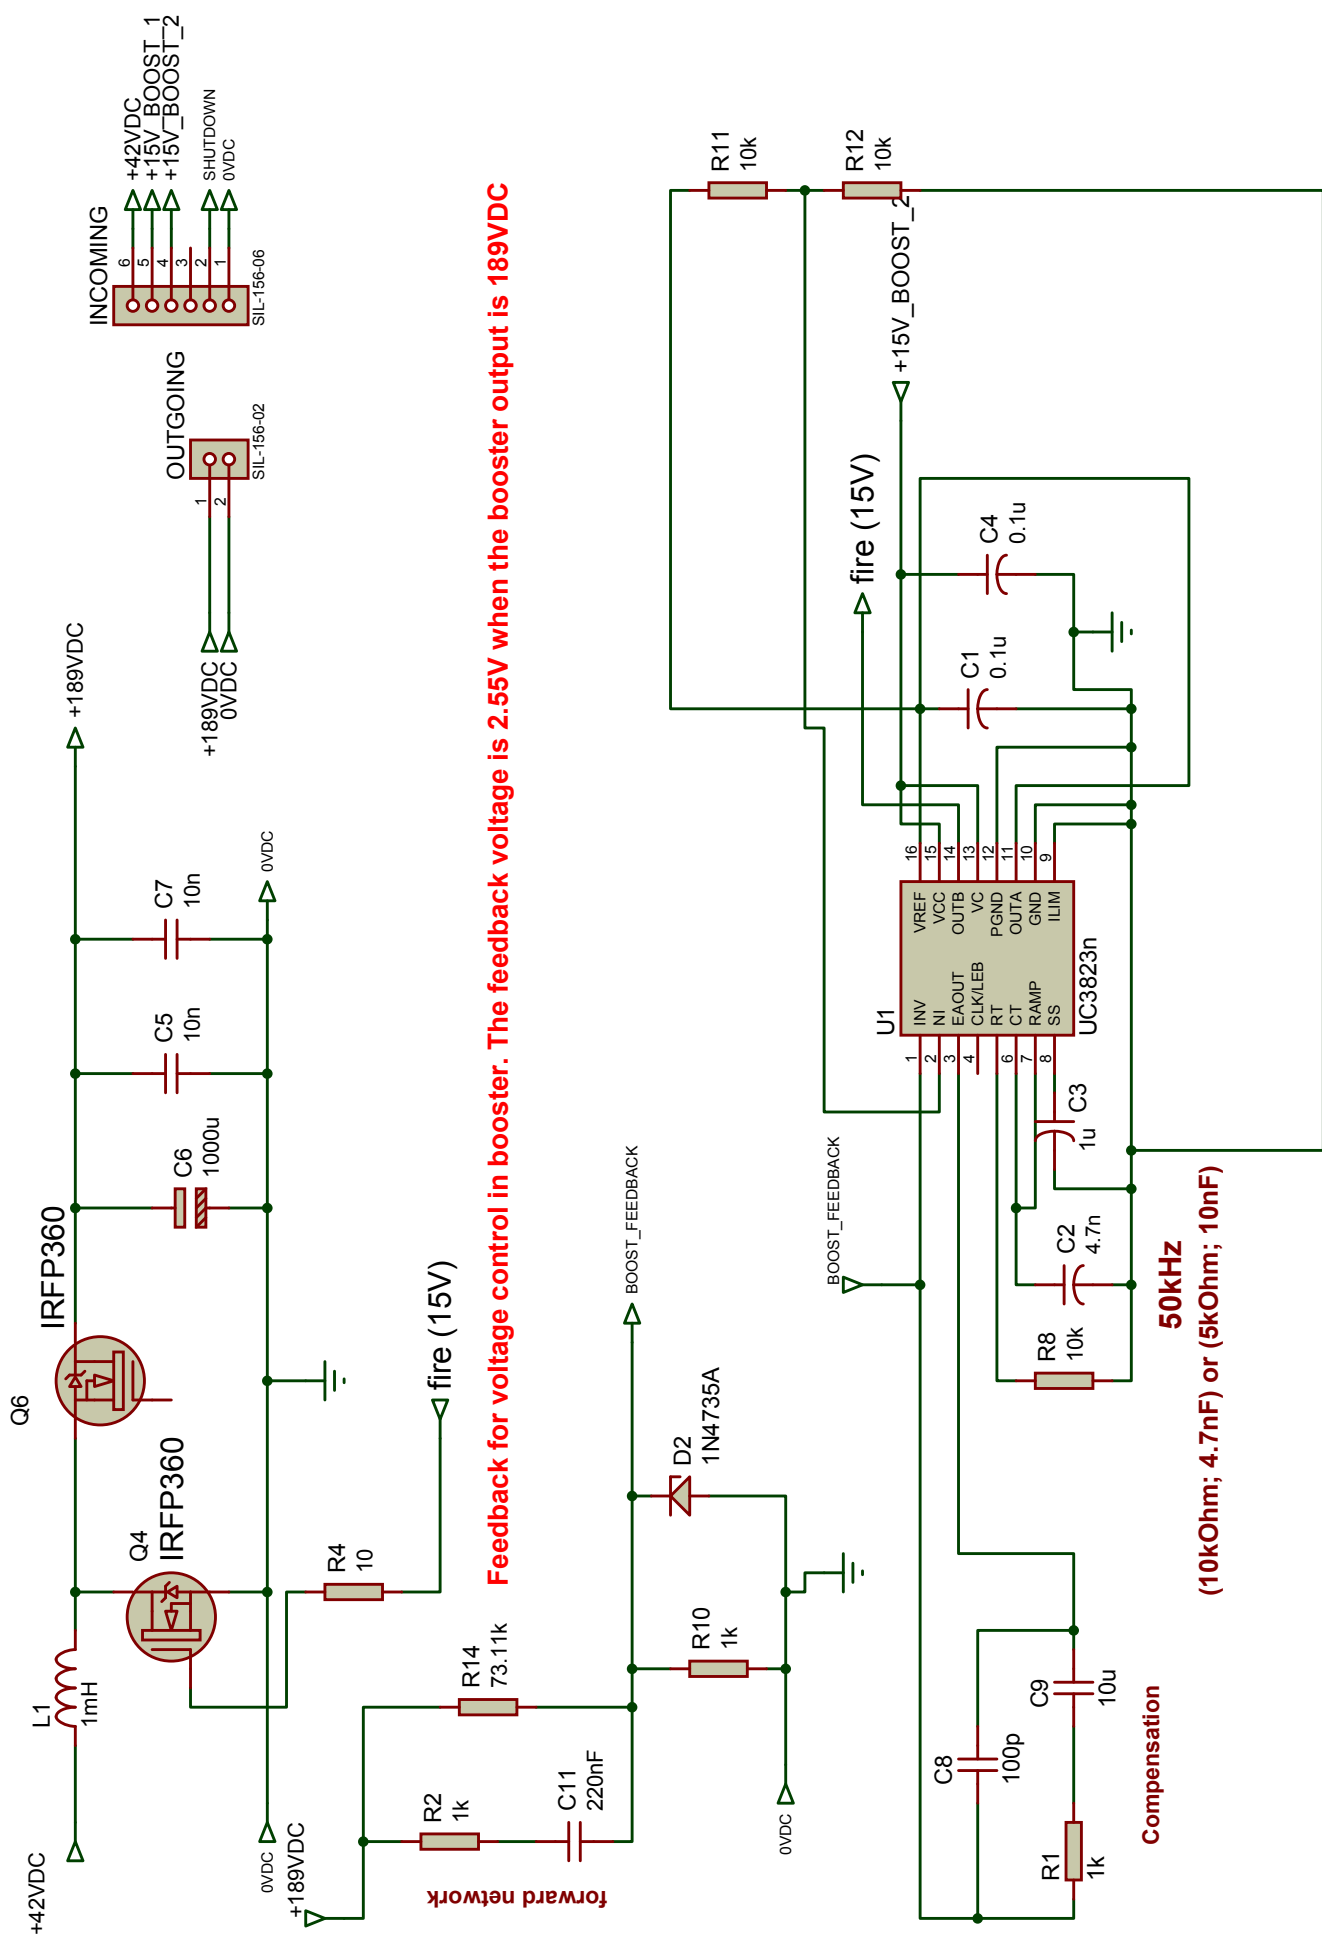 +42VDC
L1
1mH
Q4
IRFP360
Q6
IRFP360
C6
1000u
C5
10n
C7
10n
+189VDC
0VDC
0VDC
R4
10
fire (15V)
OUTGOING
1
2
SIL-156-02
+189VDC
0VDC
INCOMING
6
5
4
3
2
1
SIL-156-06
+42VDC
+15V_BOOST_1
+15V_BOOST_2
SHUTDOWN
0VDC
Feedback for voltage control in booster. The feedback voltage is 2.55V when the booster output is 189VDC
+189VDC
R2
1k
C11
220nF
forward network
R14
73.11k
R10
1k
D2
1N4735A
0VDC
BOOST_FEEDBACK
BOOST_FEEDBACK
U1
1
2
3
4
5
6
7
8
INV
NI
EAOUT
CLK/LEB
RT
CT
RAMP
SS
VREF
VCC
OUTB
VC
PGND
OUTA
GND
ILIM
16
15
14
13
12
11
10
9
UC3823n
fire (15V)
+15V_BOOST_2
R11
10k
R12
10k
C1
0.1u
C4
0.1u
C3
1u
C2
4.7n
R8
10k
50kHz
(10kOhm; 4.7nF) or (5kOhm; 10nF)
C8
100p
C9
10u
R1
1k
Compensation